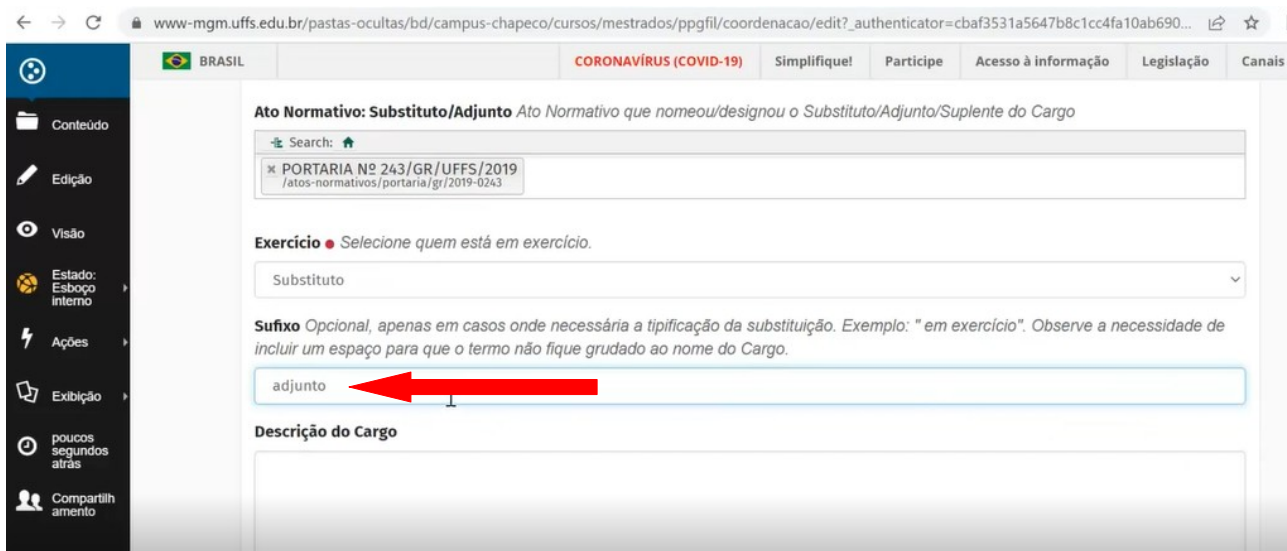 www-mgm.uffs.edu.br/pastas-ocultas/bd/campus-chapeco/cursos/mestrados/ppgfil/coordenacao/edit?_authenticator=cbaf3531a5647b8c1cc4fa10ab690...
BRASIL
CORONAVÍRUS (COVID-19)
Simplifique!
Participe
Acesso à informação
Legislação
Canais
Conteúdo
Edição
Visão
Estado:
Esboço
interno
Ações
Exibição
poucos
segundos
atrás
Compartilh
amento
Ato Normativo: Substituto/Adjunto Ato Normativo que nomeou/designou o Substituto/Adjunto/Suplente do Cargo
Search:
× PORTARIA Nº 243/GR/UFFS/2019
/atos-normativos/portaria/gr/2019-0243
Exercício Selecione quem está em exercício.
Substituto
Sufixo Opcional, apenas em casos onde necessária a tipificação da substituição. Exemplo: " em exercício". Observe a necessidade de
incluir um espaço para que o termo não fique grudado ao nome do Cargo.
adjunto
Descrição do Cargo